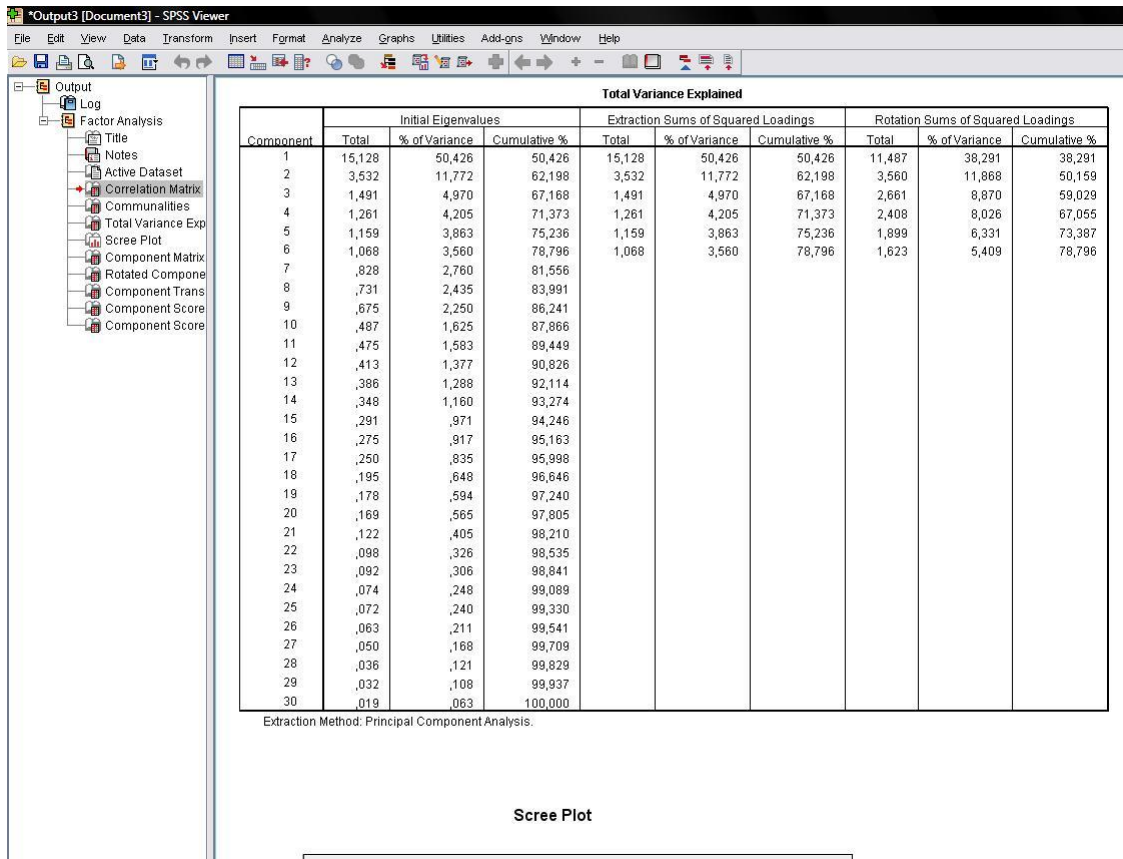 *Output3 [Document3] - SPSS Viewer
File Edit View Data Transform Insert Format Analyze Graphs Utilities Add-ons Window Help
Output
Log
Factor Analysis
Title
Notes
Active Dataset
Correlation Matrix
Communalities
Total Variance Exp
Scree Plot
Component Matrix
Rotated Compone
Component Trans
Component Score
Component Score
Total Variance Explained
Initial Eigenvalues Extraction Sums of Squared Loadings Rotation Sums of Squared Loadings
Component Total % of Variance Cumulative % Total % of Variance Cumulative % Total % of Variance Cumulative %
1 15,128 50,426 50,426 15,128 50,426 50,426 11,487 38,291 38,291
2 3,532 11,772 62,198 3,532 11,772 62,198 3,560 11,868 50,159
3 1,491 4,970 67,168 1,491 4,970 67,168 2,661 8,870 59,029
4 1,261 4,205 71,373 1,261 4,205 71,373 2,408 8,026 67,055
5 1,159 3,863 75,236 1,159 3,863 75,236 1,899 6,331 73,387
6 1,068 3,560 78,796 1,068 3,560 78,796 1,623 5,409 78,796
7 ,828 2,760 81,556
8 ,731 2,435 83,991
9 ,675 2,250 86,241
10 ,487 1,625 87,866
11 ,475 1,583 89,449
12 ,413 1,377 90,826
13 ,386 1,288 92,114
14 ,348 1,160 93,274
15 ,291 ,971 94,246
16 ,275 ,917 95,163
17 ,250 ,835 95,998
18 ,195 ,648 96,646
19 ,178 ,594 97,240
20 ,169 ,565 97,805
21 ,122 ,405 98,210
22 ,098 ,326 98,535
23 ,092 ,306 98,841
24 ,074 ,248 99,089
25 ,072 ,240 99,330
26 ,063 ,211 99,541
27 ,050 ,168 99,709
28 ,036 ,121 99,829
29 ,032 ,108 99,937
30 ,019 ,063 100,000
Extraction Method: Principal Component Analysis.
Scree Plot